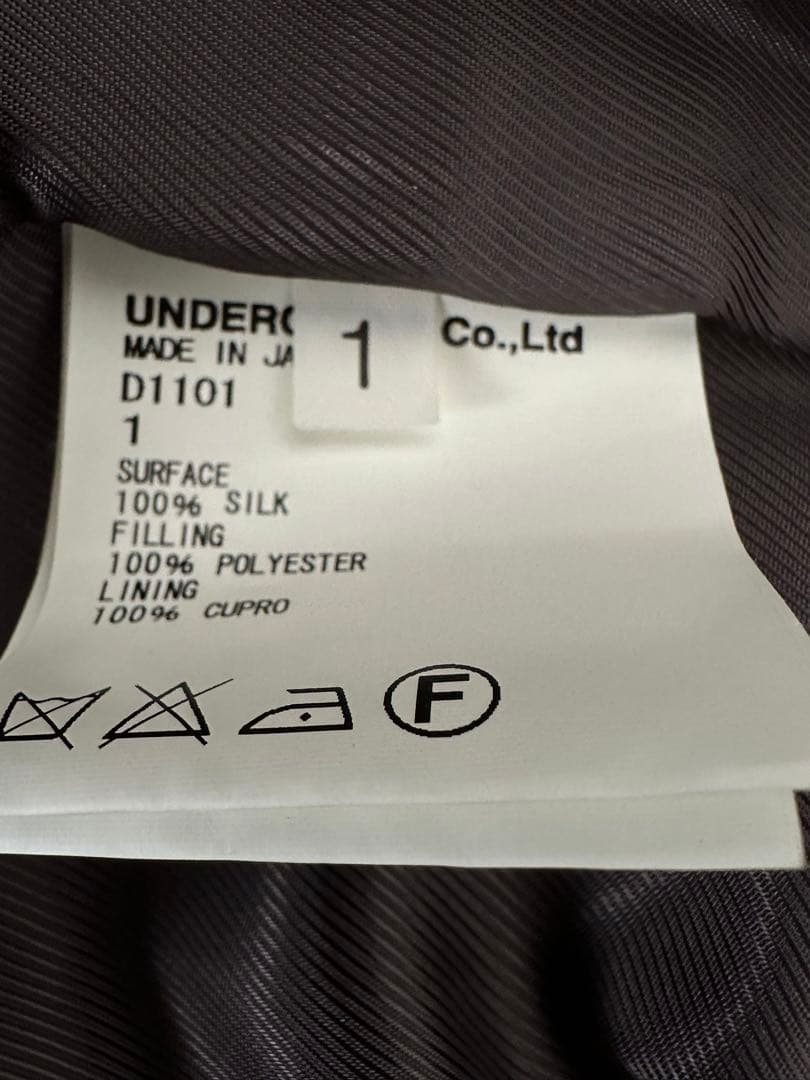 UNDERC
Co.,Ltd
MADE IN JA
1
D1101
1
SURFACE
100% SILK
FILLING
100% POLYESTER
LINING
100% CUPRO
F